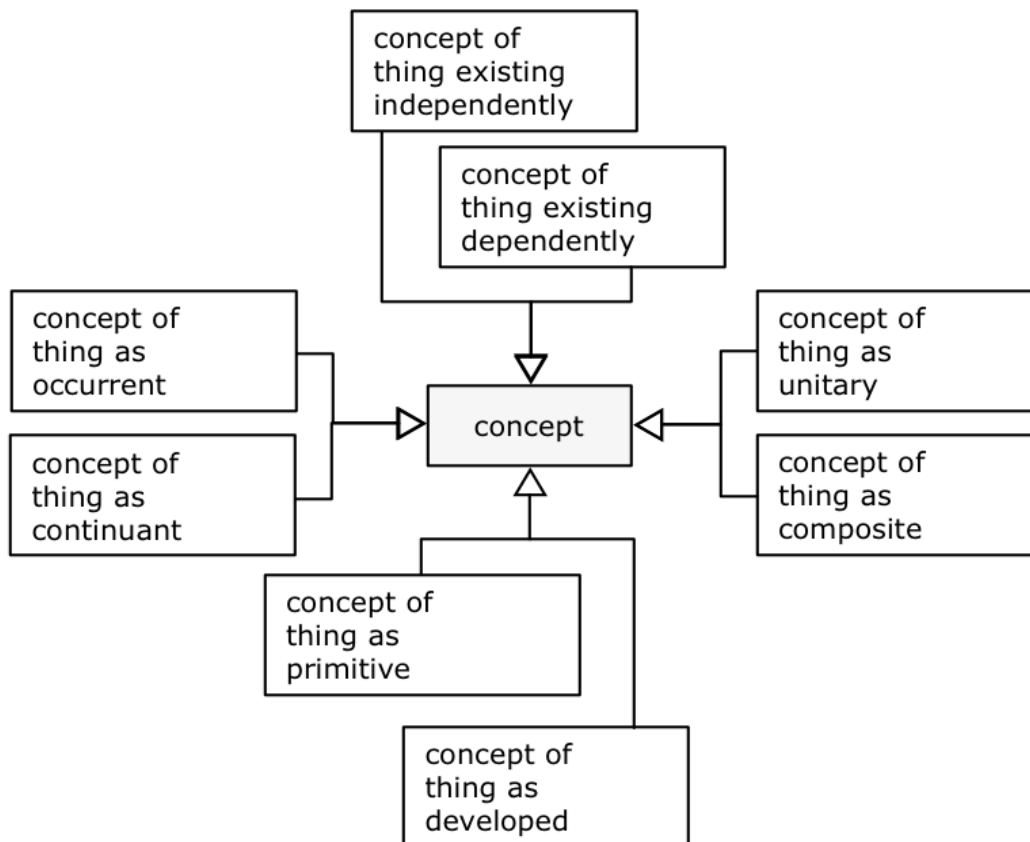 concept of
thing existing
independently
concept of
thing existing
dependently
concept of
thing as
occurrent
concept of
thing as
unitary
concept
concept of
thing as
continuant
concept of
thing as
composite
concept of
thing as
primitive
concept of
thing as
developed